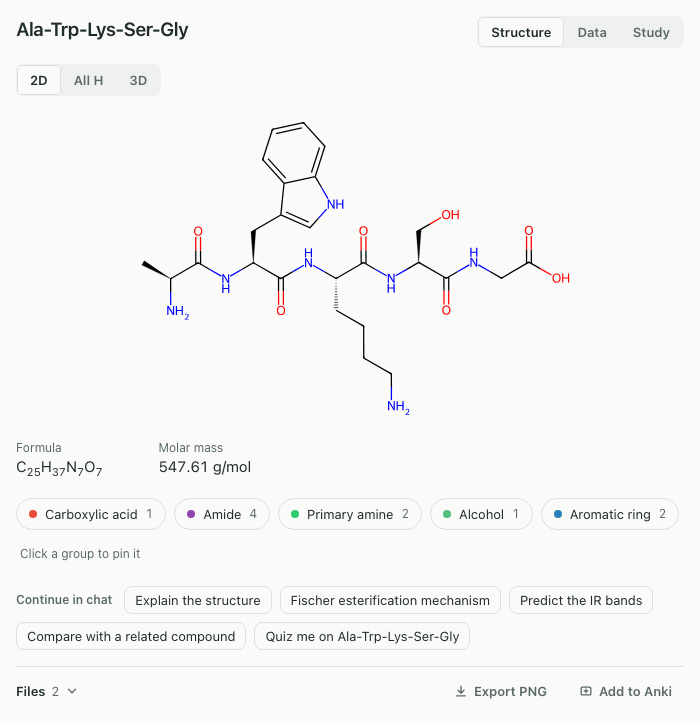 Ala-Trp-Lys-Ser-Gly
Structure Data Study
2D All H 3D
NH
OH
O O H O
N H N H N OH
NH₂ O O
NH₂
Formula Molar mass
C₂₅H₃₇N₇O₇ 547.61 g/mol
Carboxylic acid 1 Amide 4 Primary amine 2 Alcohol 1 Aromatic ring 2
Click a group to pin it
Continue in chat Explain the structure Fischer esterification mechanism Predict the IR bands
Compare with a related compound Quiz me on Ala-Trp-Lys-Ser-Gly
Files 2 Export PNG Add to Anki